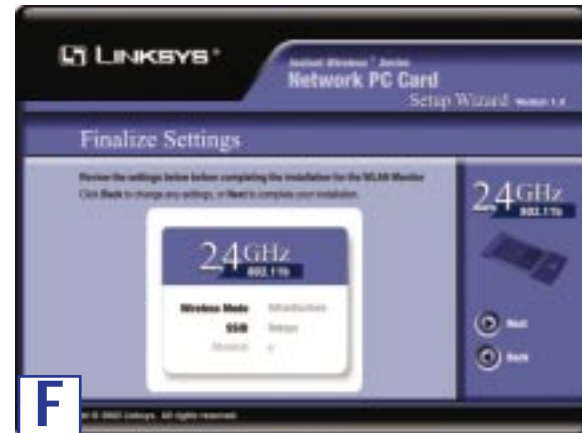 LINKSYS®
Instant Wireless™ Series
Network PC Card
Setup Wizard Version 1.0
Finalize Settings
Review the settings below before completing the installation for the WLAN Monitor
Click Back to change any settings, or Next to complete your installation.
2.4GHz
802.11b
2.4GHz
802.11b
Wireless Mode Infrastructure
SSID linksys
Next
Back
F
© 2002 Linksys. All rights reserved.